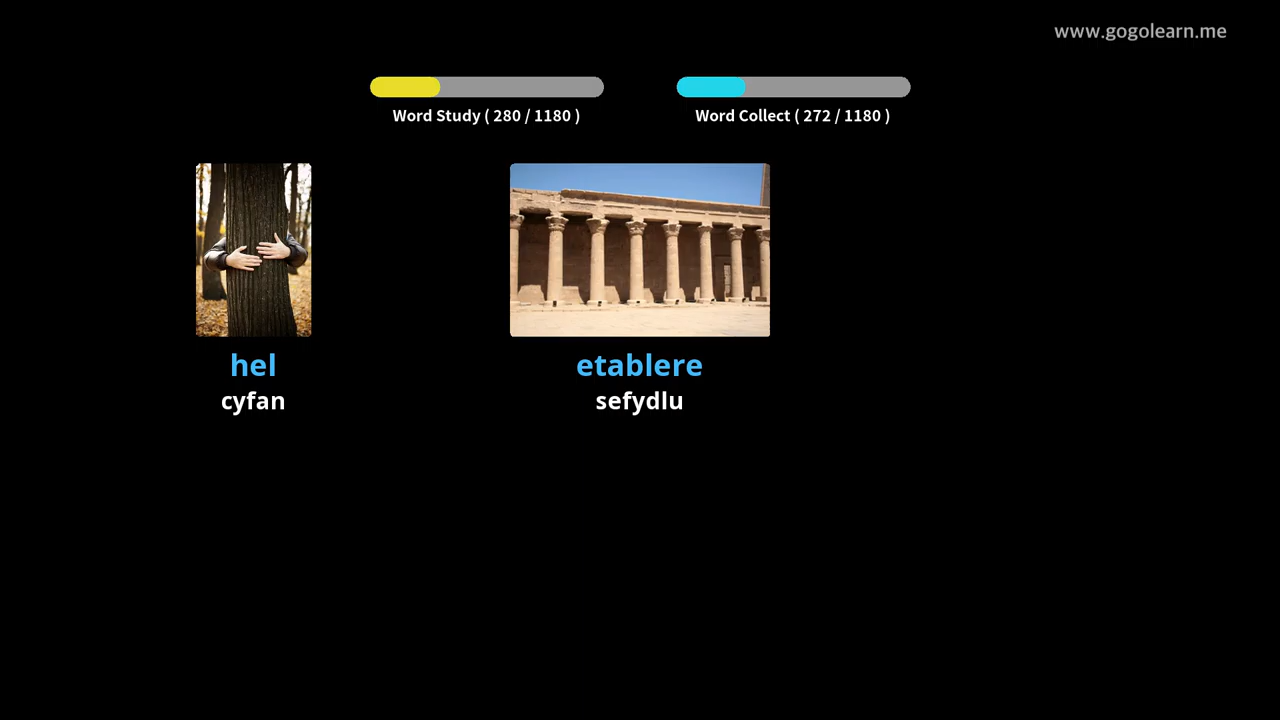 www.gogolearn.me
Word Study ( 280 / 1180 )
Word Collect ( 272 / 1180 )
hel
cyfan
etablere
sefydlu